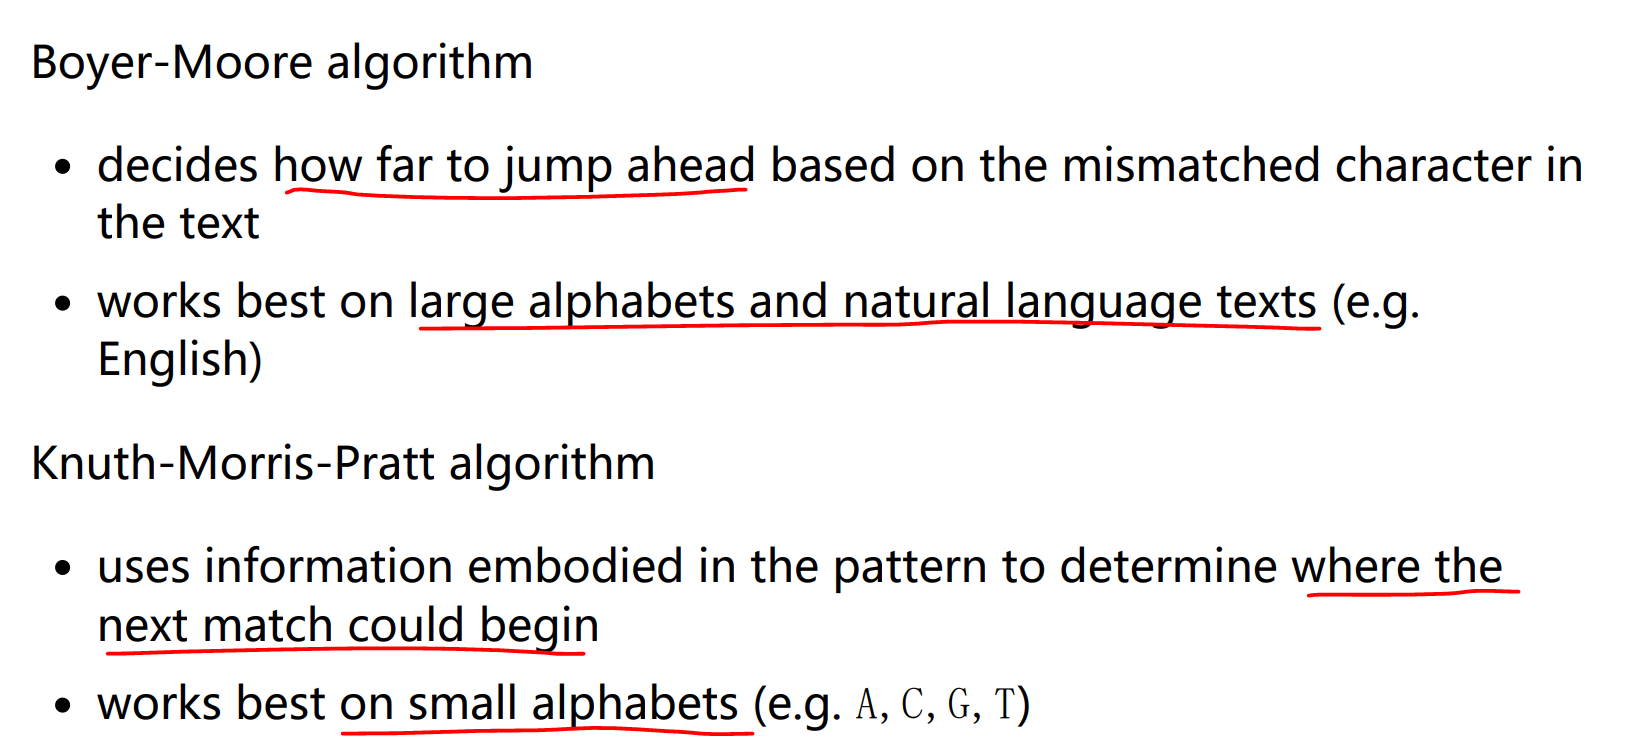 Boyer-Moore algorithm
• decides how far to jump ahead based on the mismatched character in
the text
• works best on large alphabets and natural language texts (e.g.
English)
Knuth-Morris-Pratt algorithm
• uses information embodied in the pattern to determine where the
next match could begin
• works best on small alphabets (e.g. A, C, G, T)